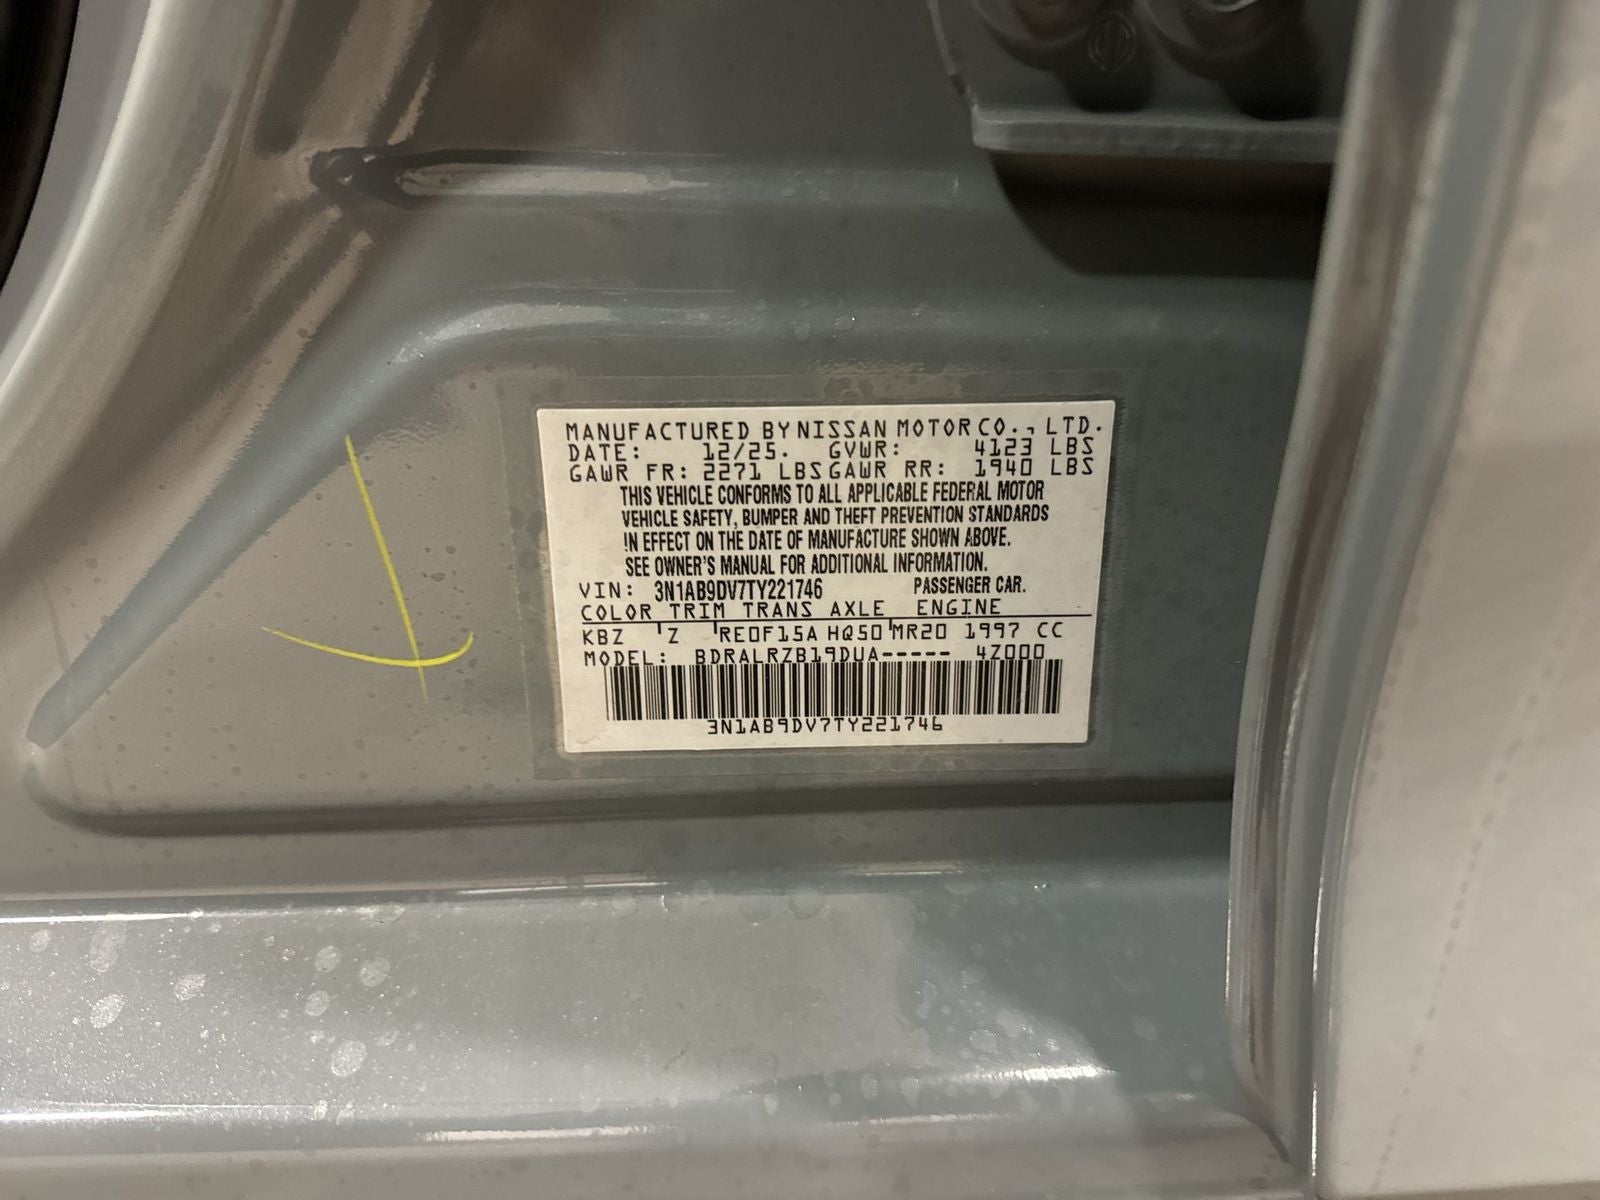 MANUFACTURED BY NISSAN MOTOR CO., LTD.
DATE: 12/25. GVWR: 4123 LBS
GAWR FR: 2271 LBS GAWR RR: 1940 LBS
THIS VEHICLE CONFORMS TO ALL APPLICABLE FEDERAL MOTOR
VEHICLE SAFETY, BUMPER AND THEFT PREVENTION STANDARDS
IN EFFECT ON THE DATE OF MANUFACTURE SHOWN ABOVE.
SEE OWNER'S MANUAL FOR ADDITIONAL INFORMATION.
VIN: 3N1AB9DV7TY221746 PASSENGER CAR.
COLOR TRIM TRANS AXLE ENGINE
KBZ Z RE0F15A HQ50 MR20 1997 CC
MODEL: BDRALRZB19DUA----- 4Z000
3N1AB9DV7TY221746